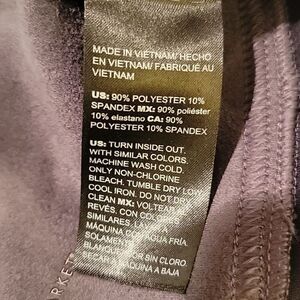 MADE IN VIETNAM/ HECHO
EN VIETNAM/ FABRIQUÉ AU
VIETNAM
US: 90% POLYESTER 10%
SPANDEX MX: 90% poliéster
10% elastano CA: 90%
POLYESTER 10% SPANDEX
US: TURN INSIDE OUT.
WITH SIMILAR COLORS.
MACHINE WASH COLD.
ONLY NON-CHLORINE
BLEACH. TUMBLE DRY LOW
COOL IRON. DO NOT DRY
CLEAN MX: VOLTEAR
REVÉS, CON COLORES
SIMILARES, LAVAR
MÁQUINA CON AGUA FRÍA.
SOLAMENTE
BLANQUEADOR SIN CLORO.
SECAR A MÁQUINA A BAJA
RKET